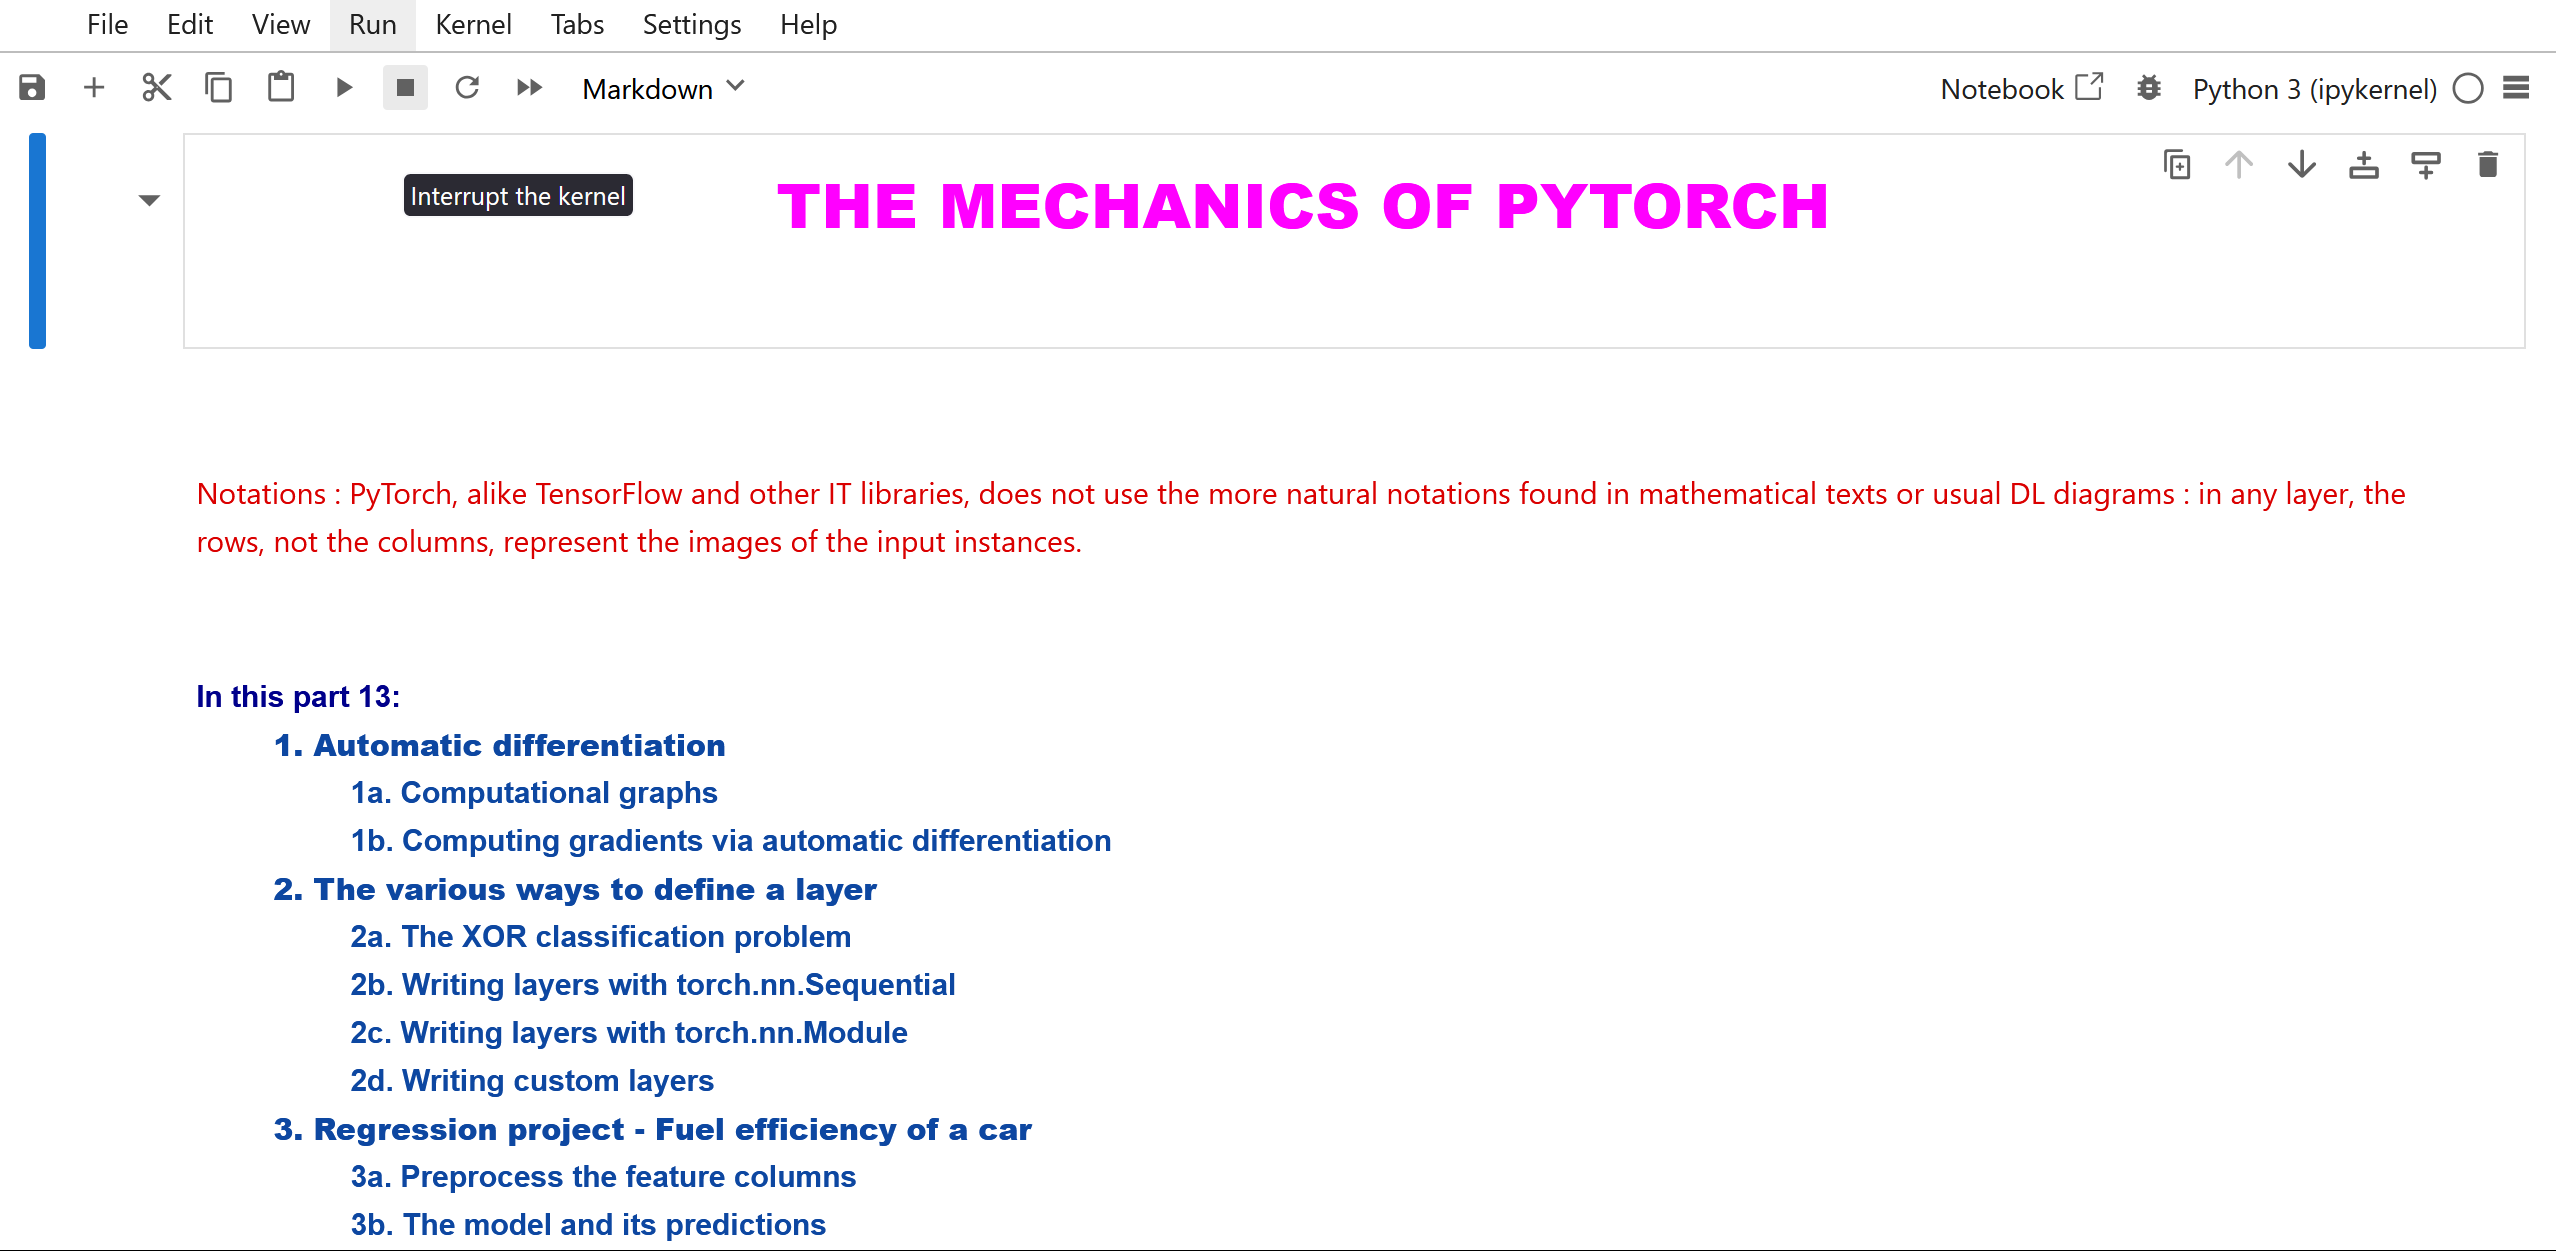 File Edit View Run Kernel Tabs Settings Help
Markdown Notebook Python 3 (ipykernel)
Interrupt the kernel
THE MECHANICS OF PYTORCH
Notations : PyTorch, alike TensorFlow and other IT libraries, does not use the more natural notations found in mathematical texts or usual DL diagrams : in any layer, the
rows, not the columns, represent the images of the input instances.
In this part 13:
1. Automatic differentiation
1a. Computational graphs
1b. Computing gradients via automatic differentiation
2. The various ways to define a layer
2a. The XOR classification problem
2b. Writing layers with torch.nn.Sequential
2c. Writing layers with torch.nn.Module
2d. Writing custom layers
3. Regression project - Fuel efficiency of a car
3a. Preprocess the feature columns
3b. The model and its predictions